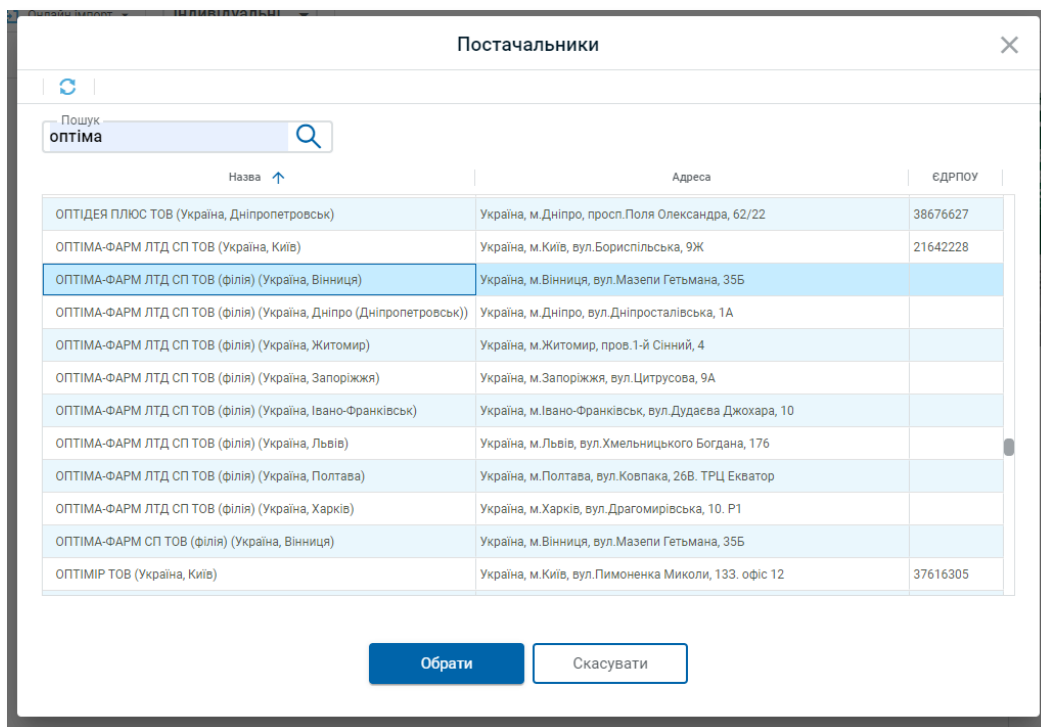 Онлайн імпорт ІНДИВІДУАЛЬНІ
Постачальники
Пошук
оптіма
Назва Адреса ЄДРПОУ
ОПТІДЕЯ ПЛЮС ТОВ (Україна, Дніпропетровськ) Україна, м.Дніпро, просп.Поля Олександра, 62/22 38676627
ОПТІМА-ФАРМ ЛТД СП ТОВ (Україна, Київ) Україна, м.Київ, вул.Бориспільська, 9Ж 21642228
ОПТІМА-ФАРМ ЛТД СП ТОВ (філія) (Україна, Вінниця) Україна, м.Вінниця, вул.Мазепи Гетьмана, 35Б
ОПТІМА-ФАРМ ЛТД СП ТОВ (філія) (Україна, Дніпро (Дніпропетровськ)) Україна, м.Дніпро, вул.Дніпросталівська, 1А
ОПТІМА-ФАРМ ЛТД СП ТОВ (філія) (Україна, Житомир) Україна, м.Житомир, пров.1-й Сінний, 4
ОПТІМА-ФАРМ ЛТД СП ТОВ (філія) (Україна, Запоріжжя) Україна, м.Запоріжжя, вул.Цитрусова, 9А
ОПТІМА-ФАРМ ЛТД СП ТОВ (філія) (Україна, Івано-Франківськ) Україна, м.Івано-Франківськ, вул.Дудаєва Джохара, 10
ОПТІМА-ФАРМ ЛТД СП ТОВ (філія) (Україна, Львів) Україна, м.Львів, вул.Хмельницького Богдана, 176
ОПТІМА-ФАРМ ЛТД СП ТОВ (філія) (Україна, Полтава) Україна, м.Полтава, вул.Ковпака, 26В. ТРЦ Екватор
ОПТІМА-ФАРМ ЛТД СП ТОВ (філія) (Україна, Харків) Україна, м.Харків, вул.Драгомирівська, 10. Р1
ОПТІМА-ФАРМ СП ТОВ (філія) (Україна, Вінниця) Україна, м.Вінниця, вул.Мазепи Гетьмана, 35Б
ОПТІМІР ТОВ (Україна, Київ) Україна, м.Київ, вул.Пимоненка Миколи, 133. офіс 12 37616305
Обрати Скасувати